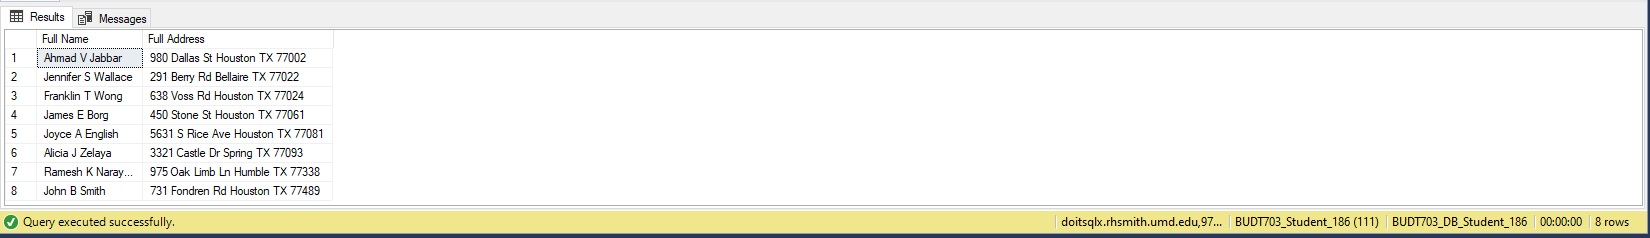 Results Messages
Full Name Full Address
1 Ahmad V Jabbar 980 Dallas St Houston TX 77002
2 Jennifer S Wallace 291 Berry Rd Bellaire TX 77022
3 Franklin T Wong 638 Voss Rd Houston TX 77024
4 James E Borg 450 Stone St Houston TX 77061
5 Joyce A English 5631 S Rice Ave Houston TX 77081
6 Alicia J Zelaya 3321 Castle Dr Spring TX 77093
7 Ramesh K Naray... 975 Oak Limb Ln Humble TX 77338
8 John B Smith 731 Fondren Rd Houston TX 77489
Query executed successfully. doitsqlx.rhsmith.umd.edu,97... BUDT703_Student_186 (111) BUDT703_DB_Student_186 00:00:00 8 rows